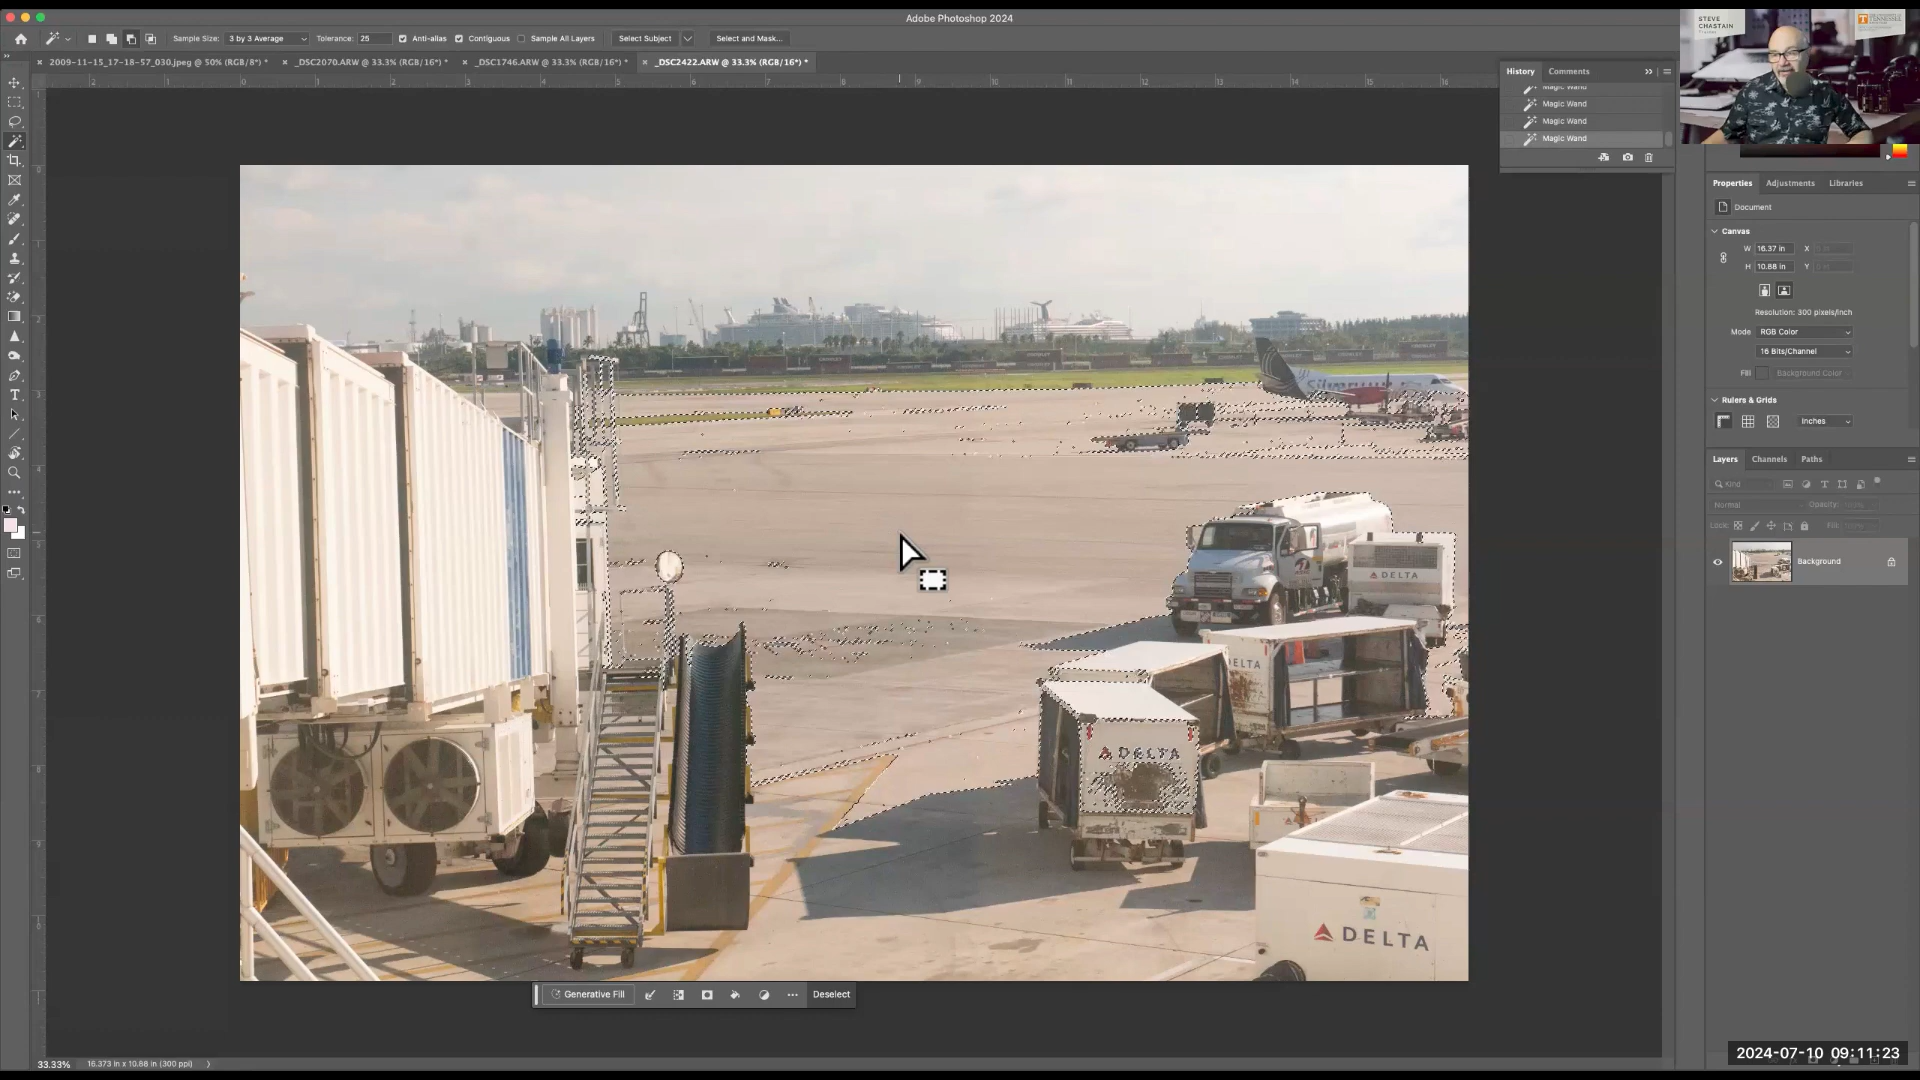 Adobe Photoshop 2024
STEVE
CHASTAIN
TENNESSEE
Sample Size: 3 by 3 Average Tolerance: 25 Anti-alias Contiguous Sample All Layers Select Subject Select and Mask...
2009-11-15_17-18-57_030.jpeg @ 50% (RGB/8*) * _DSC2070.ARW @ 33.3% (RGB/16*) * _DSC1746.ARW @ 33.3% (RGB/16*) * _DSC2422.ARW @ 33.3% (RGB/16*) *
History Comments
Magic Wand
Magic Wand
Magic Wand
Magic Wand
Properties Adjustments Libraries
Document
Canvas
W 16.37 in X
H 10.88 in Y
Resolution: 300 pixels/inch
Mode RGB Color
16 Bits/Channel
Fill Background Color
Rulers & Grids
Inches
Layers Channels Paths
Kind
Normal Opacity:
Lock: Fill:
Background
Silverairways
DELTA
DELTA
DELTA
DELTA
Generative Fill Deselect
33.33% 16.373 in x 10.88 in (300 ppi)
2024-07-10 09:11:23